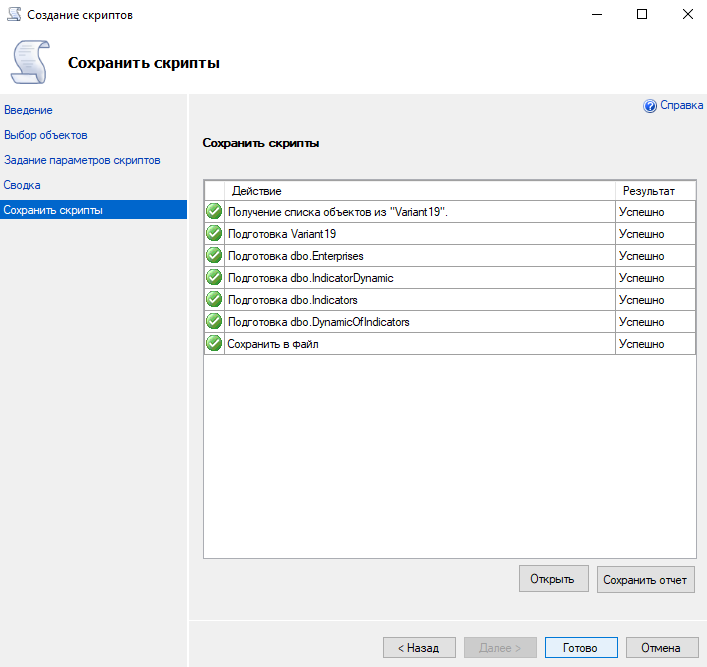 Создание скриптов
Сохранить скрипты
Введение
Выбор объектов
Задание параметров скриптов
Сводка
Сохранить скрипты
Справка
Сохранить скрипты
Действие Результат
Получение списка объектов из "Variant19". Успешно
Подготовка Variant19 Успешно
Подготовка dbo.Enterprises Успешно
Подготовка dbo.IndicatorDynamic Успешно
Подготовка dbo.Indicators Успешно
Подготовка dbo.DynamicOfIndicators Успешно
Сохранить в файл Успешно
Открыть Сохранить отчет
< Назад Далее > Готово Отмена